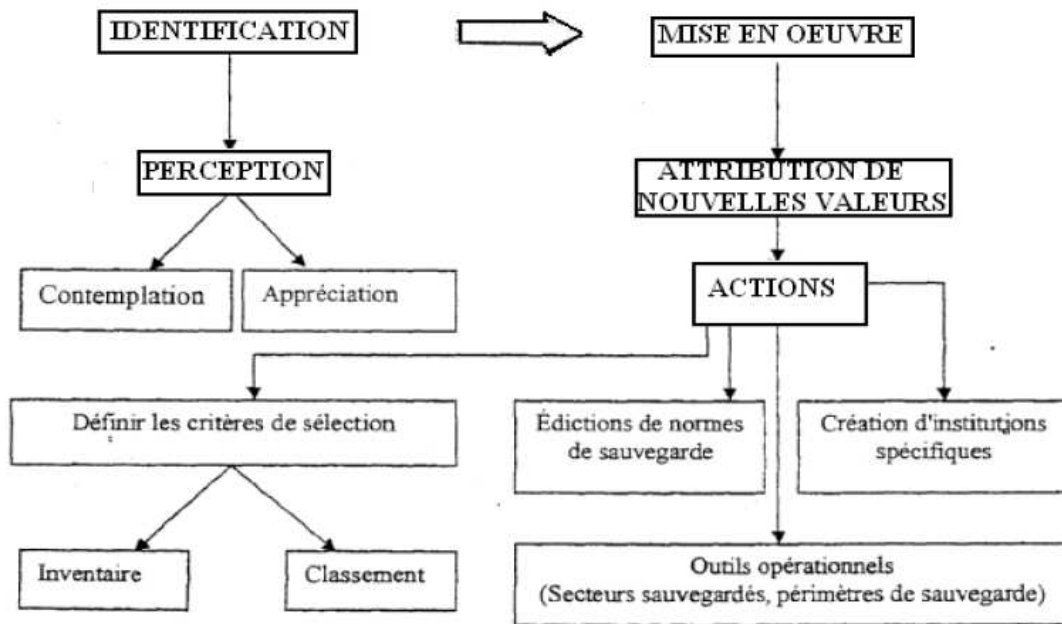 IDENTIFICATION
MISE EN OEUVRE
PERCEPTION
ATTRIBUTION DE
NOUVELLES VALEURS
Contemplation
Appréciation
ACTIONS
Définir les critères de sélection
Édictions de normes
de sauvegarde
Création d'institutions
spécifiques
Inventaire
Classement
Outils opérationnels
(Secteurs sauvegardés, périmètres de sauvegarde)